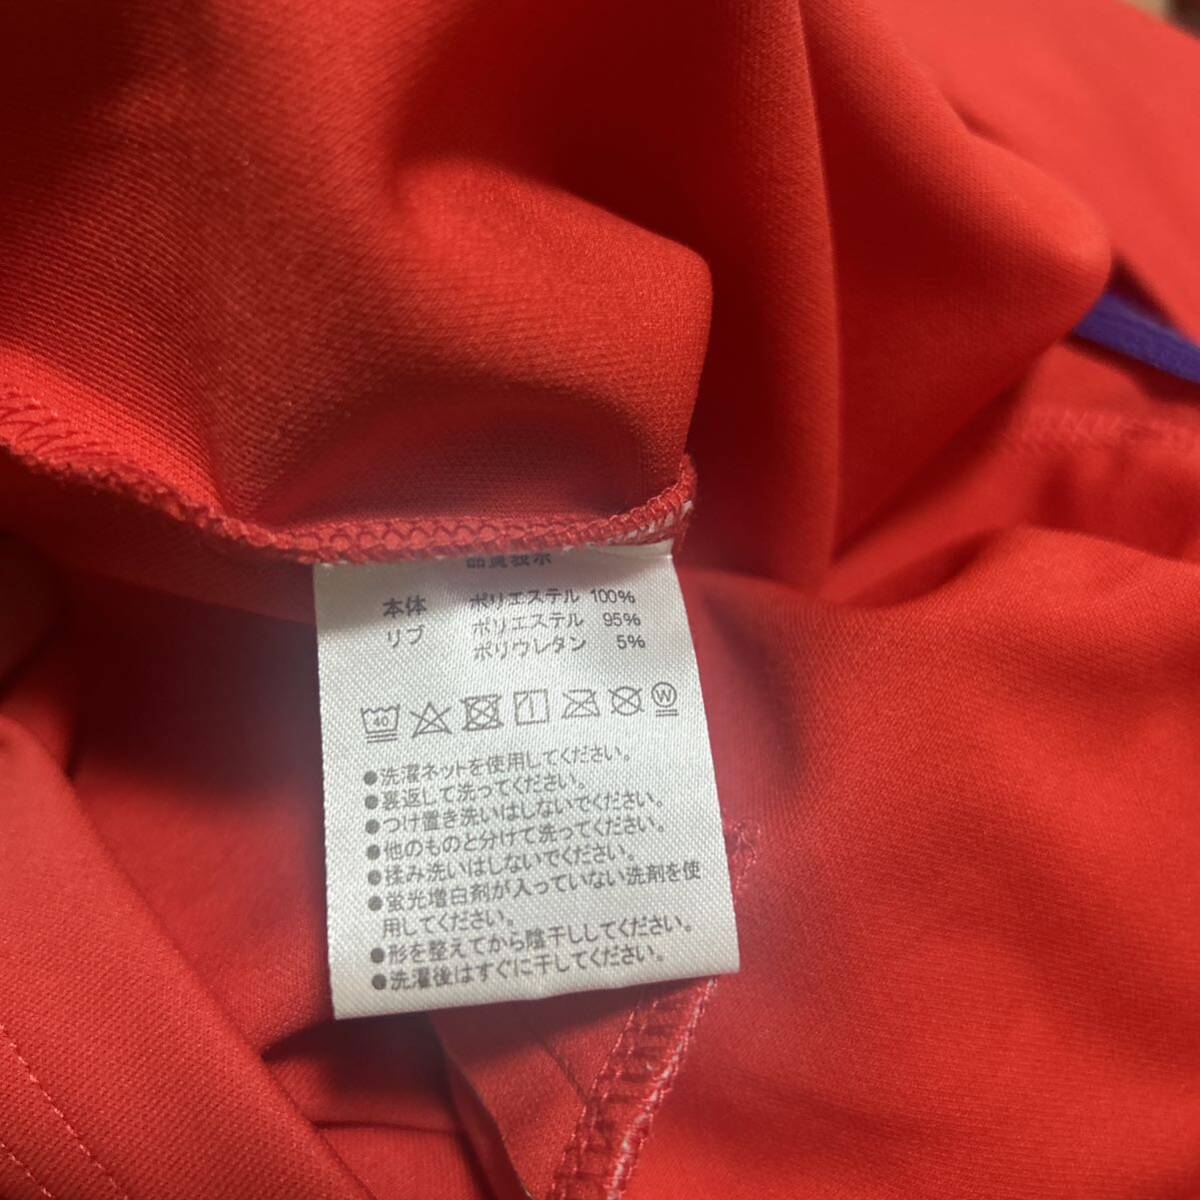 品質表示
本体 ポリエステル 100%
リブ ポリエステル 95%
ポリウレタン 5%
40 W
●洗濯ネットを使用してください。
●裏返して洗ってください。
●つけ置き洗いはしないでください。
●他のものと分けて洗ってください。
●揉み洗いはしないでください。
●蛍光増白剤が入っていない洗剤を使
用してください。
●形を整えてから陰干ししてください。
●洗濯後はすぐに干してください。